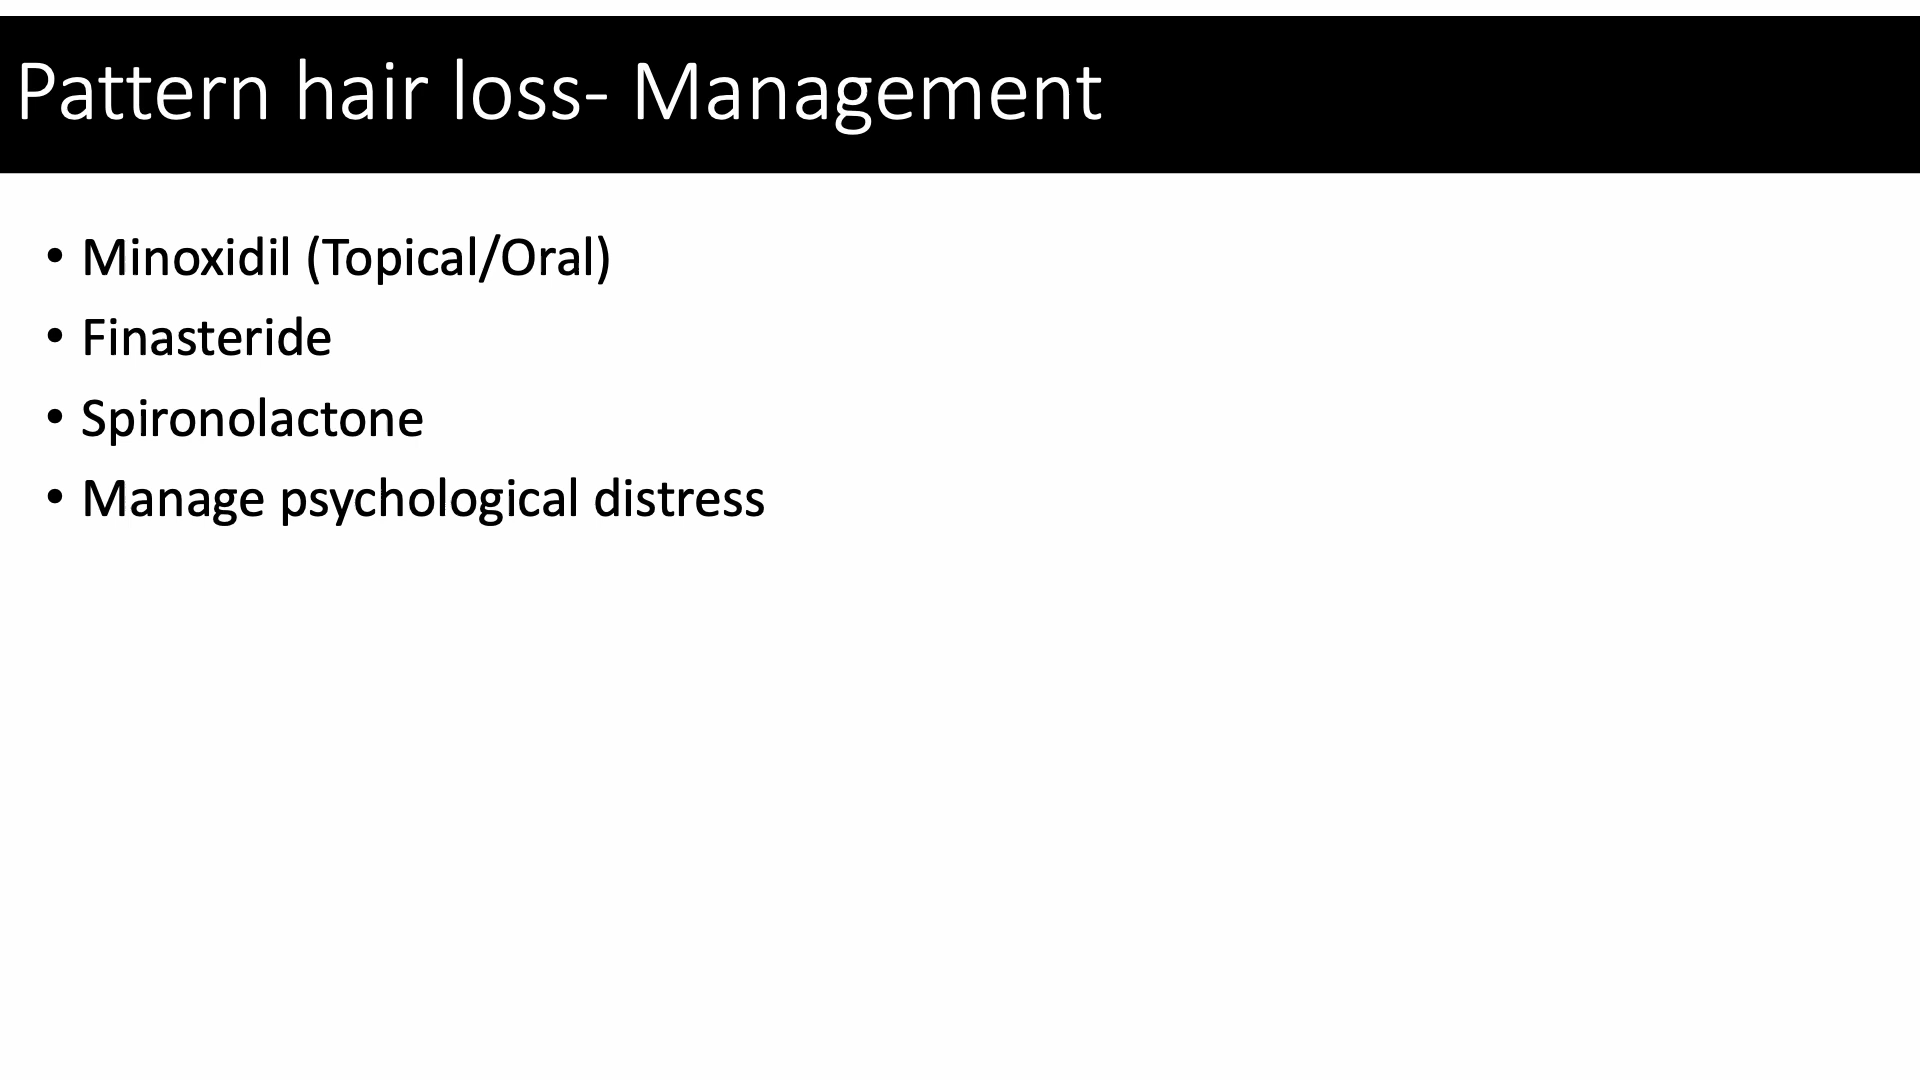 Pattern hair loss- Management
• Minoxidil (Topical/Oral)
• Finasteride
• Spironolactone
• Manage psychological distress